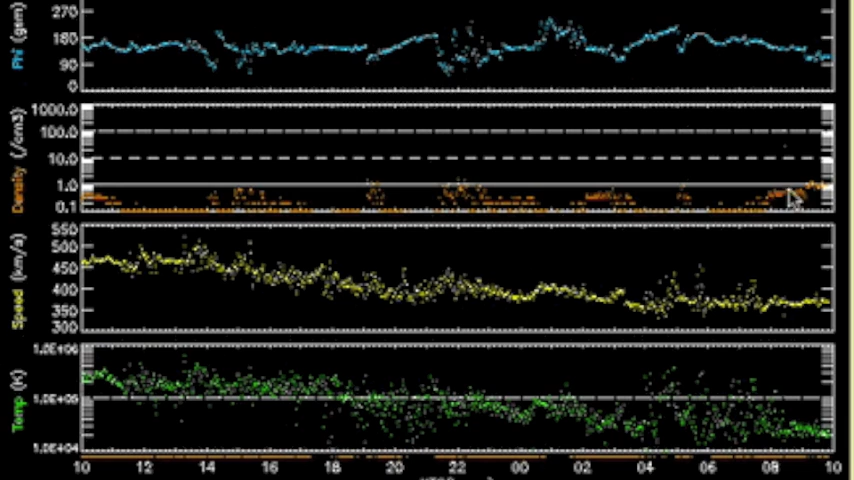 270
180
90
0
Phi (gsm)
1000.0
100.0
10.0
1.0
0.1
Density (/cm3)
550
500
450
400
350
300
Speed (km/s)
1.0E+06
1.0E+05
1.0E+04
Temp (K)
10 12 14 16 18 20 22 00 02 04 06 08 10